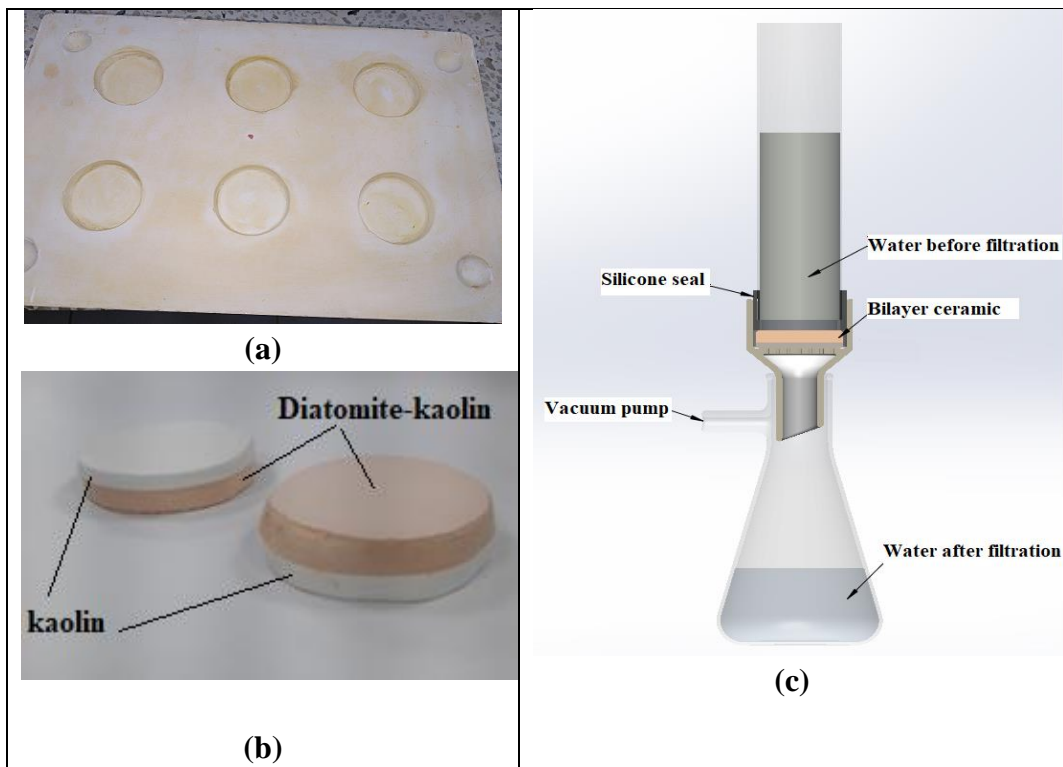 (a)
Diatomite-kaolin
kaolin
(b)
Water before filtration
Silicone seal
Bilayer ceramic
Vacuum pump
Water after filtration
(c)